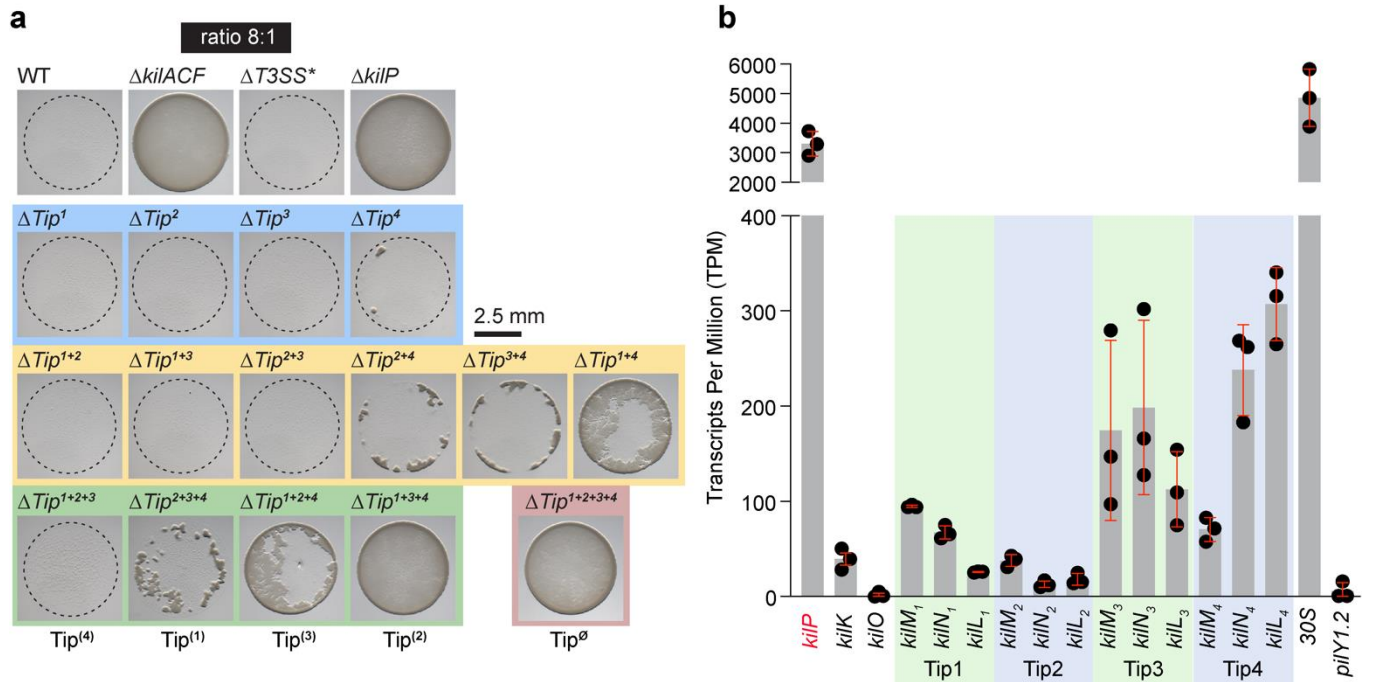 a
ratio 8:1
WT ΔkilACF ΔT3SS* ΔkilP
ΔTip¹ ΔTip² ΔTip³ ΔTip⁴
2.5 mm
ΔTip¹⁺² ΔTip¹⁺³ ΔTip²⁺³ ΔTip²⁺⁴ ΔTip³⁺⁴ ΔTip¹⁺⁴
ΔTip¹⁺²⁺³ ΔTip²⁺³⁺⁴ ΔTip¹⁺²⁺⁴ ΔTip¹⁺³⁺⁴ ΔTip¹⁺²⁺³⁺⁴
Tip⁽⁴⁾ Tip⁽¹⁾ Tip⁽³⁾ Tip⁽²⁾ Tip^ø
b
Transcripts Per Million (TPM)
6000
5000
4000
3000
2000
400
300
200
100
0
kilP kilK kilO kilM₁ kilN₁ kilL₁ kilM₂ kilN₂ kilL₂ kilM₃ kilN₃ kilL₃ kilM₄ kilN₄ kilL₄ 30S pilY1.2
Tip1 Tip2 Tip3 Tip4